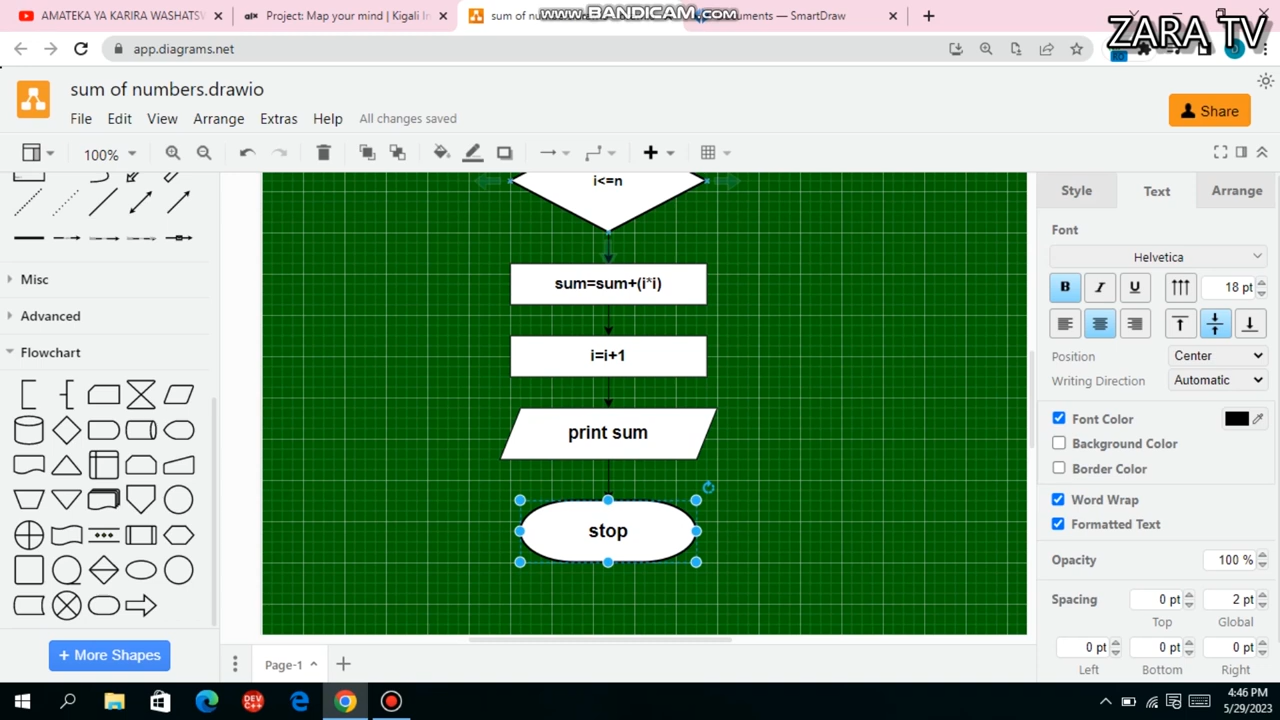 AMATEKA YA KARIRA WASHATSV
Project: Map your mind | Kigali In
sum of
www.BANDICAM.com
uments — SmartDraw
ZARA TV
app.diagrams.net
sum of numbers.drawio
File Edit View Arrange Extras Help All changes saved
Share
100%
Style Text Arrange
i<=n
Font
Helvetica
B I U 18 pt
Misc
sum=sum+(i*i)
Advanced
Flowchart
i=i+1
Position Center
Writing Direction Automatic
print sum
Font Color
Background Color
Border Color
Word Wrap
Formatted Text
stop
Opacity 100 %
Spacing 0 pt 2 pt
Top Global
0 pt 0 pt 0 pt
Left Bottom Right
+ More Shapes
Page-1
DEV C++
4:46 PM
5/29/2023